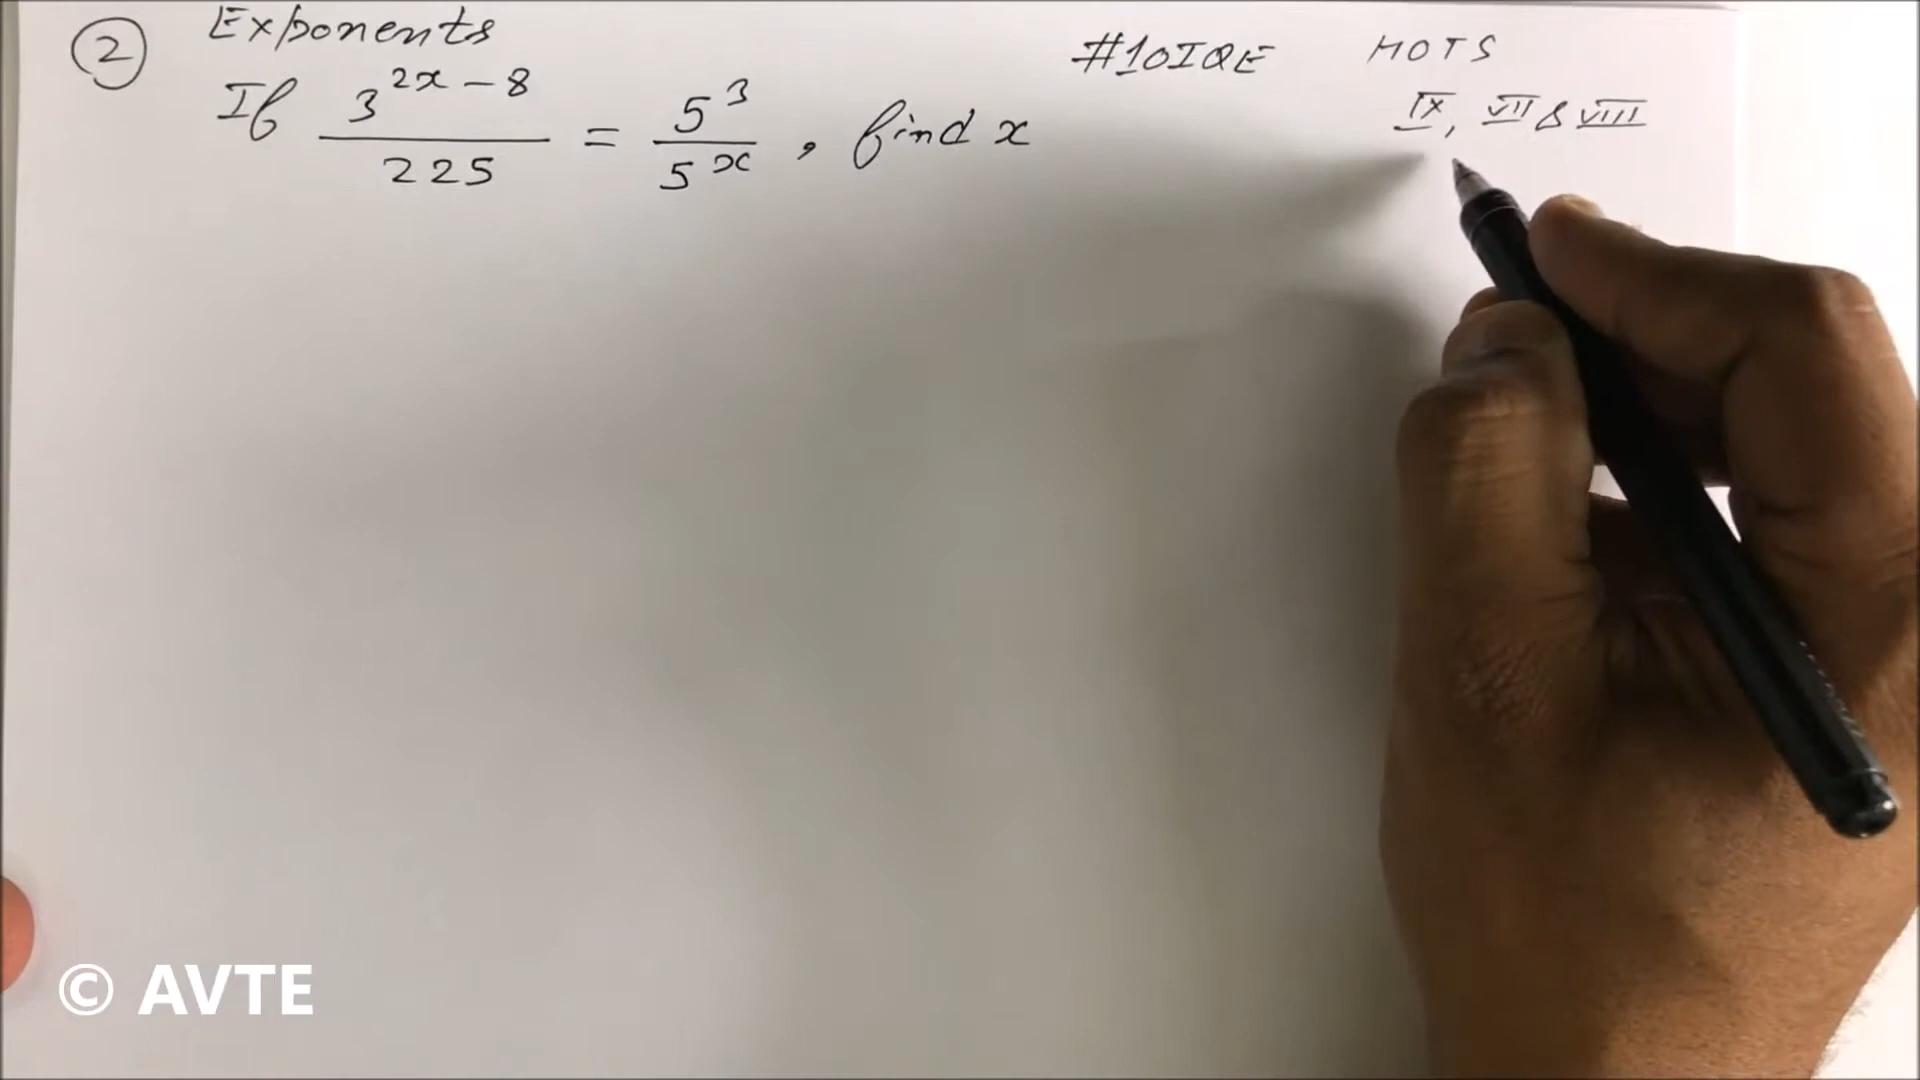 ② Exponents
#10IQE HOTS
IX, VII & VIII
If 3^(2x-8)/225 = 5^3/5^x, find x
© AVTE